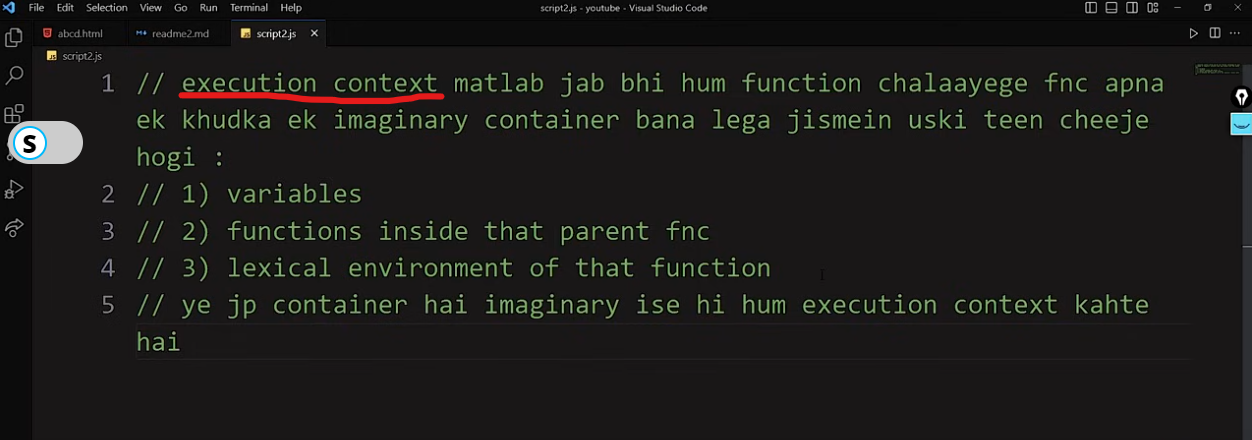 File Edit Selection View Go Run Terminal Help
script2.js - youtube - Visual Studio Code
abcd.html
readme2.md
script2.js
JS script2.js
S
1 // execution context matlab jab bhi hum function chalaayege fnc apna
ek khudka ek imaginary container bana lega jismein uski teen cheeje
hogi :
2 // 1) variables
3 // 2) functions inside that parent fnc
4 // 3) lexical environment of that function
5 // ye jp container hai imaginary ise hi hum execution context kahte
hai